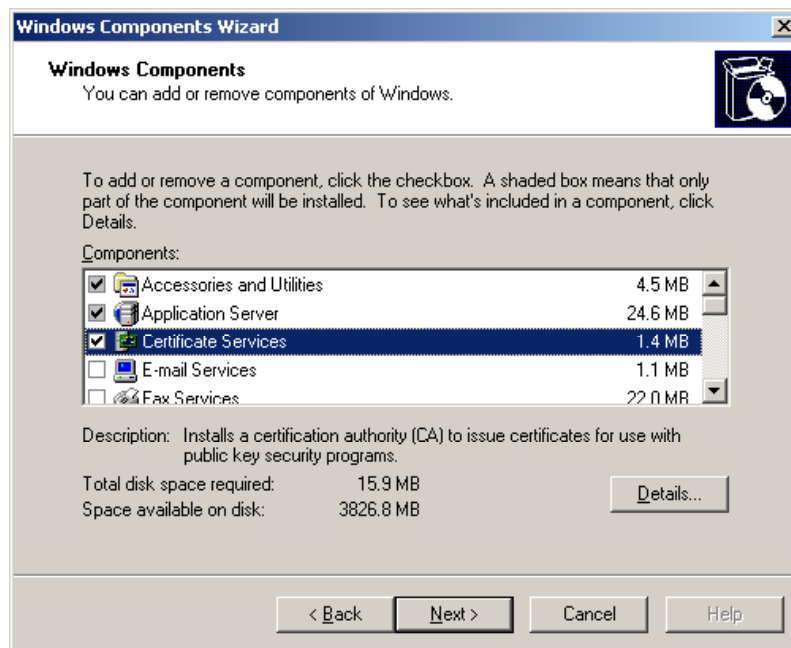 Windows Components Wizard
Windows Components
You can add or remove components of Windows.
To add or remove a component, click the checkbox. A shaded box means that only
part of the component will be installed. To see what's included in a component, click
Details.
Components:
Accessories and Utilities 4.5 MB
Application Server 24.6 MB
Certificate Services 1.4 MB
E-mail Services 1.1 MB
Fax Services 22.0 MB
Description: Installs a certification authority (CA) to issue certificates for use with
public key security programs.
Total disk space required: 15.9 MB
Space available on disk: 3826.8 MB
Details...
< Back Next > Cancel Help